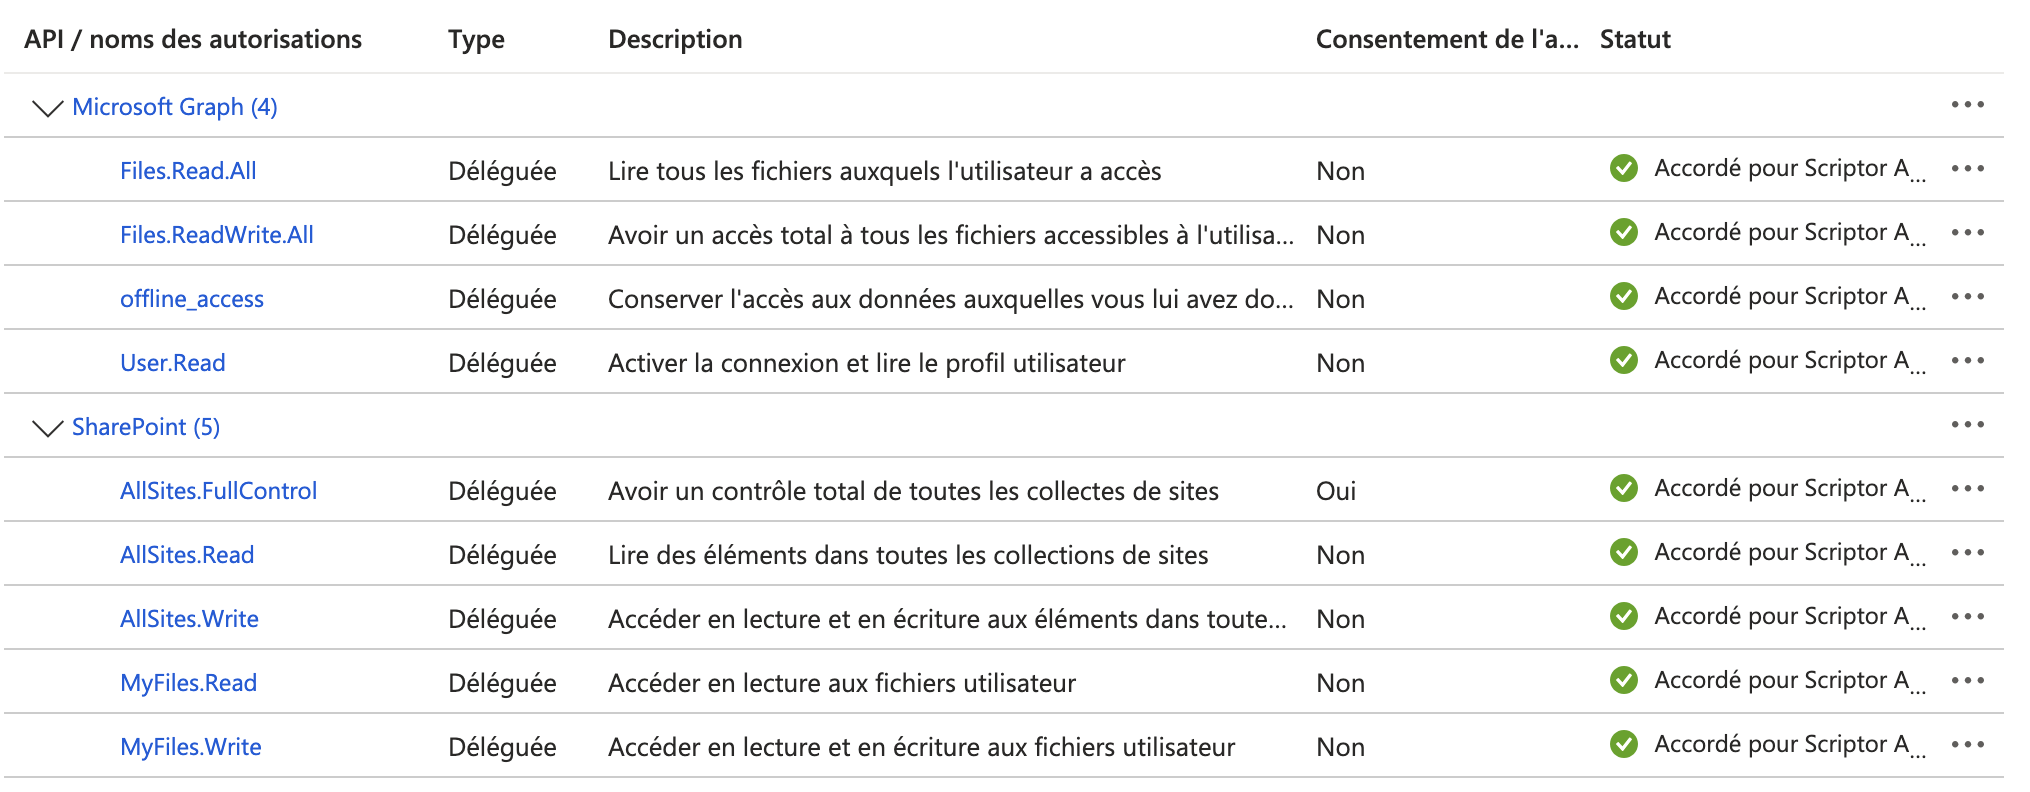 API / noms des autorisations Type Description Consentement de l'a... Statut
Microsoft Graph (4)
Files.Read.All Déléguée Lire tous les fichiers auxquels l'utilisateur a accès Non Accordé pour Scriptor A...
Files.ReadWrite.All Déléguée Avoir un accès total à tous les fichiers accessibles à l'utilisa... Non Accordé pour Scriptor A...
offline_access Déléguée Conserver l'accès aux données auxquelles vous lui avez do... Non Accordé pour Scriptor A...
User.Read Déléguée Activer la connexion et lire le profil utilisateur Non Accordé pour Scriptor A...
SharePoint (5)
AllSites.FullControl Déléguée Avoir un contrôle total de toutes les collectes de sites Oui Accordé pour Scriptor A...
AllSites.Read Déléguée Lire des éléments dans toutes les collections de sites Non Accordé pour Scriptor A...
AllSites.Write Déléguée Accéder en lecture et en écriture aux éléments dans toute... Non Accordé pour Scriptor A...
MyFiles.Read Déléguée Accéder en lecture aux fichiers utilisateur Non Accordé pour Scriptor A...
MyFiles.Write Déléguée Accéder en lecture et en écriture aux fichiers utilisateur Non Accordé pour Scriptor A...